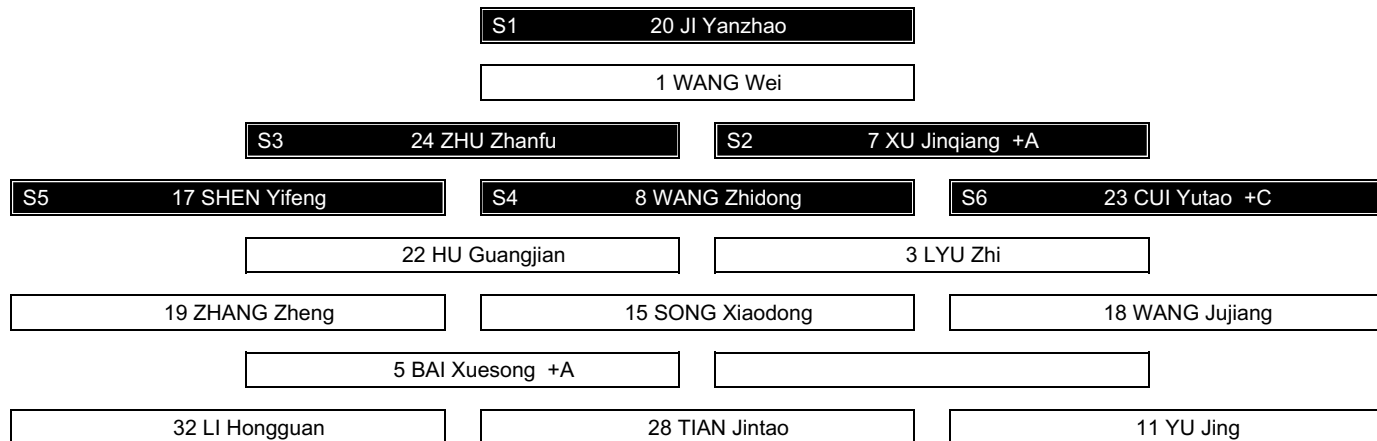 S1 20 JI Yanzhao
1 WANG Wei
S3 24 ZHU Zhanfu S2 7 XU Jinqiang +A
S5 17 SHEN Yifeng S4 8 WANG Zhidong S6 23 CUI Yutao +C
22 HU Guangjian 3 LYU Zhi
19 ZHANG Zheng 15 SONG Xiaodong 18 WANG Jujiang
5 BAI Xuesong +A
32 LI Hongguan 28 TIAN Jintao 11 YU Jing